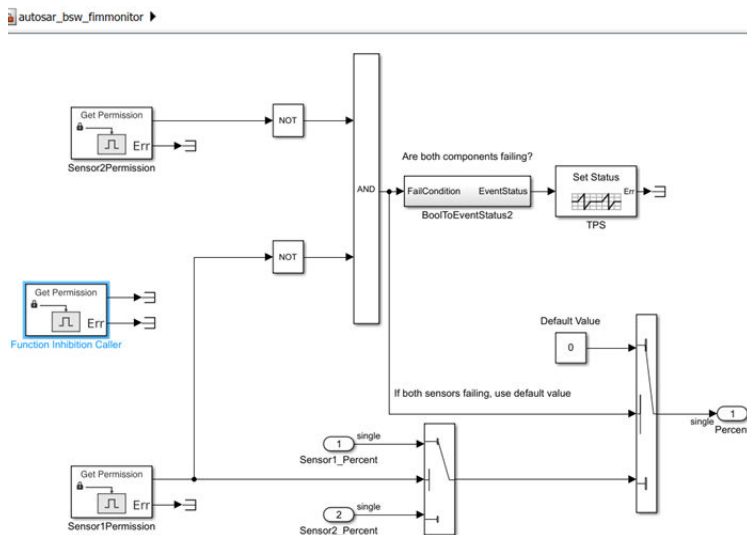 autosar_bsw_fimmonitor
Get Permission
Err
Sensor2Permission
NOT
AND
Are both components failing?
FailCondition EventStatus
BoolToEventStatus2
Set Status
Err
TPS
NOT
Get Permission
Err
Function Inhibition Caller
Default Value
0
If both sensors failing, use default value
1
single
Percent
single
1
Sensor1_Percent
Get Permission
Err
Sensor1Permission
single
2
Sensor2_Percent